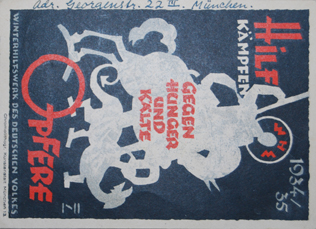 adr. Georgenstr. 22 III. München.
HILF
KÄMPFEN
GEGEN
HUNGER
UND
KÄLTE
1934/35
OPFERE
WINTERHILFSWERK DES DEUTSCHEN VOLKES